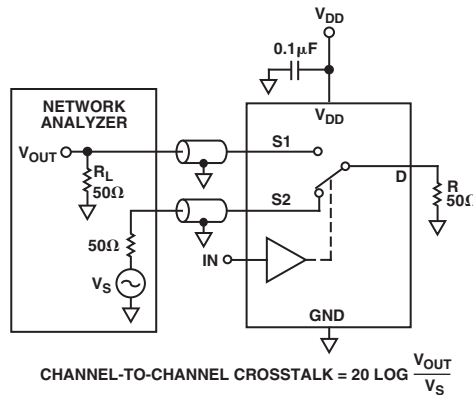 V_DD
0.1µF
NETWORK
ANALYZER
V_DD
V_OUT
S1
R_L
50Ω
D
R
50Ω
S2
50Ω
IN
V_S
GND
CHANNEL-TO-CHANNEL CROSSTALK = 20 LOG V_OUT/V_S